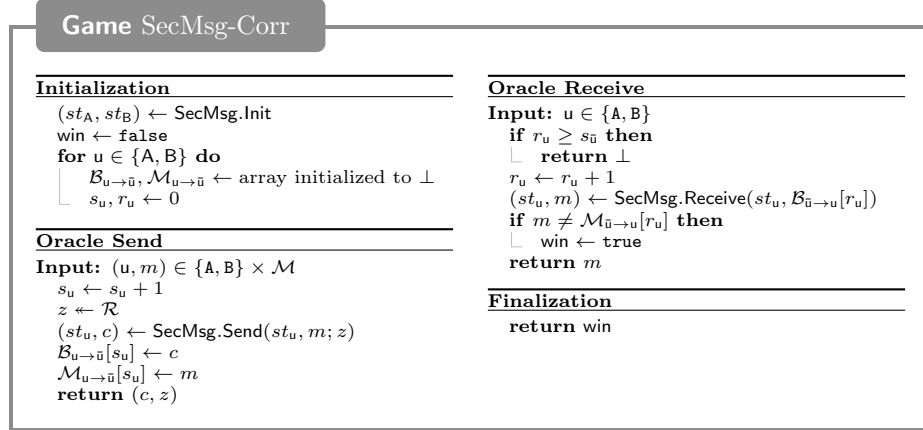 Game SecMsg-Corr
Initialization
(st_A, st_B) ← SecMsg.Init
win ← false
for u ∈ {A, B} do
B_{u→ū}, M_{u→ū} ← array initialized to ⊥
s_u, r_u ← 0
Oracle Send
Input: (u, m) ∈ {A, B} × M
s_u ← s_u + 1
z ↞ R
(st_u, c) ← SecMsg.Send(st_u, m; z)
B_{u→ū}[s_u] ← c
M_{u→ū}[s_u] ← m
return (c, z)
Oracle Receive
Input: u ∈ {A, B}
if r_u ≥ s_ū then
return ⊥
r_u ← r_u + 1
(st_u, m) ← SecMsg.Receive(st_u, B_{ū→u}[r_u])
if m ≠ M_{ū→u}[r_u] then
win ← true
return m
Finalization
return win